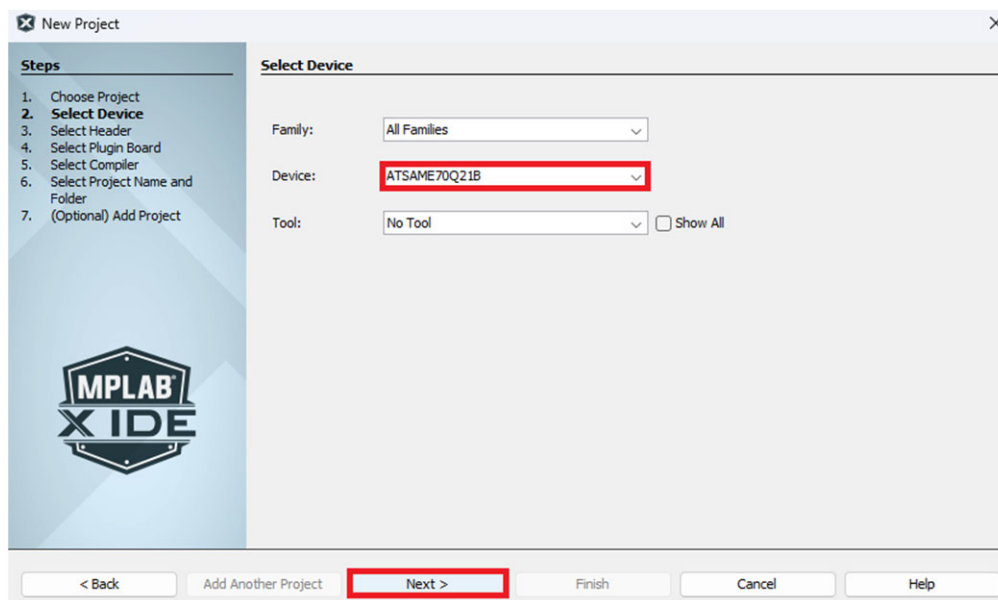 New Project
Steps
1. Choose Project
2. Select Device
3. Select Header
4. Select Plugin Board
5. Select Compiler
6. Select Project Name and
Folder
7. (Optional) Add Project
MPLAB®
X IDE
Select Device
Family: All Families
Device: ATSAME70Q21B
Tool: No Tool Show All
< Back Add Another Project Next > Finish Cancel Help